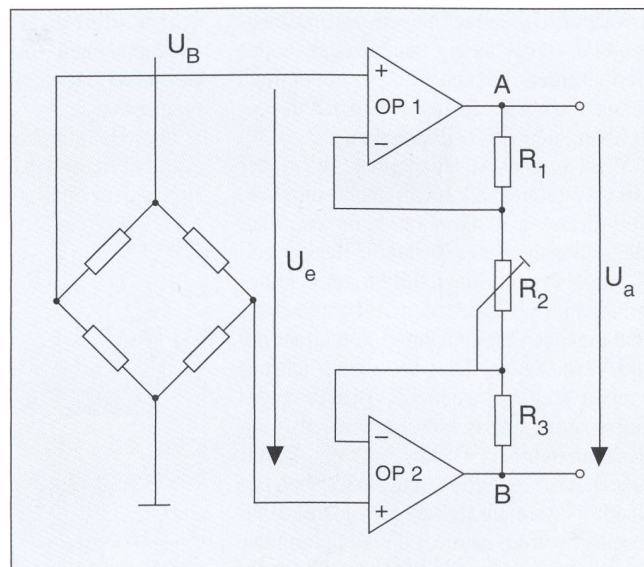 U_B
+
OP 1
−
A
R_1
U_e
R_2
U_a
−
R_3
OP 2
+
B